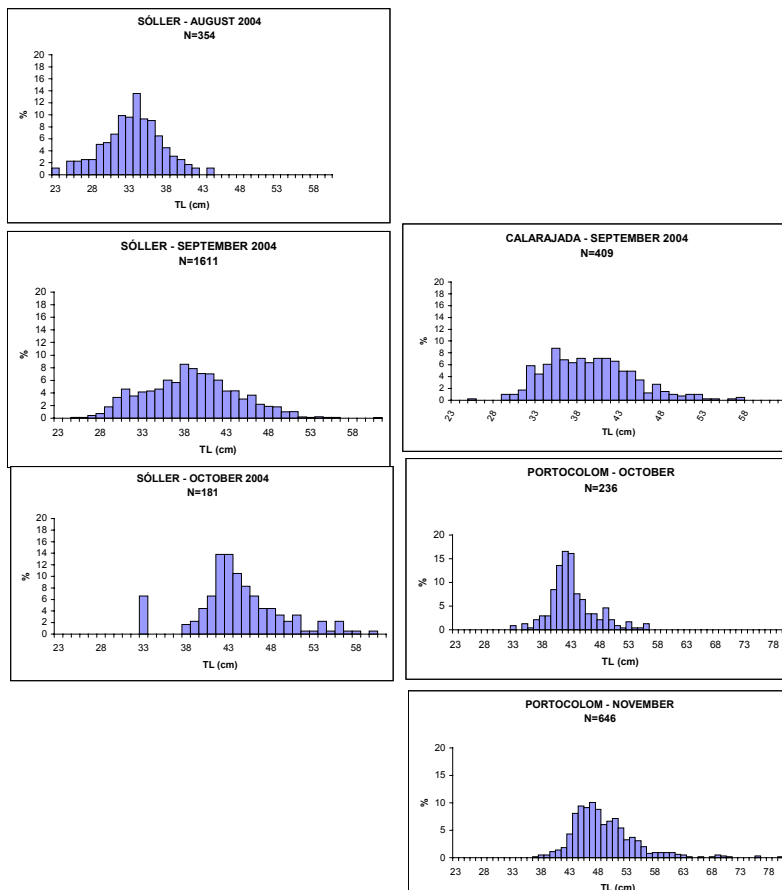 SÓLLER - AUGUST 2004
N=354
20
18
16
14
12
10
8
6
4
2
0
%
23 28 33 38 43 48 53 58
TL (cm)
SÓLLER - SEPTEMBER 2004
N=1611
20
18
16
14
12
10
8
6
4
2
0
%
23 28 33 38 43 48 53 58
TL (cm)
CALARAJADA - SEPTEMBER 2004
N=409
20
18
16
14
12
10
8
6
4
2
0
%
23 28 33 38 43 48 53 58
TL (cm)
SÓLLER - OCTOBER 2004
N=181
20
18
16
14
12
10
8
6
4
2
0
%
23 33 43 53
TL (cm)
PORTOCOLOM - OCTOBER
N=236
20
15
10
5
0
%
23 28 33 38 43 48 53 58 63 68 73 78
TL (cm)
PORTOCOLOM - NOVEMBER
N=646
20
15
10
5
0
%
23 28 33 38 43 48 53 58 63 68 73 78
TL (cm)